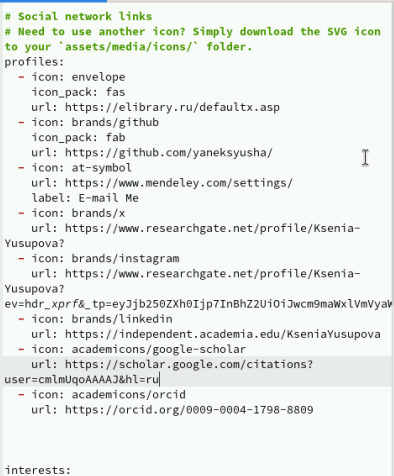 # Social network links
# Need to use another icon? Simply download the SVG icon
to your `assets/media/icons/` folder.
profiles:
  - icon: envelope
    icon_pack: fas
    url: https://elibrary.ru/defaultx.asp
  - icon: brands/github
    icon_pack: fab
    url: https://github.com/yaneksyusha/
  - icon: at-symbol
    url: https://www.mendeley.com/settings/
    label: E-mail Me
  - icon: brands/x
    url: https://www.researchgate.net/profile/Ksenia-
Yusupova?
  - icon: brands/instagram
    url: https://www.researchgate.net/profile/Ksenia-
Yusupova?
ev=hdr_xprf&_tp=eyJjb250ZXh0Ijp7InBhZ2UiOiJwcm9maWxlVmVyaW
  - icon: brands/linkedin
    url: https://independent.academia.edu/KseniaYusupova
  - icon: academicons/google-scholar
    url: https://scholar.google.com/citations?
user=cmlmUqoAAAAJ&hl=ru
  - icon: academicons/orcid
    url: https://orcid.org/0009-0004-1798-8809
interests: